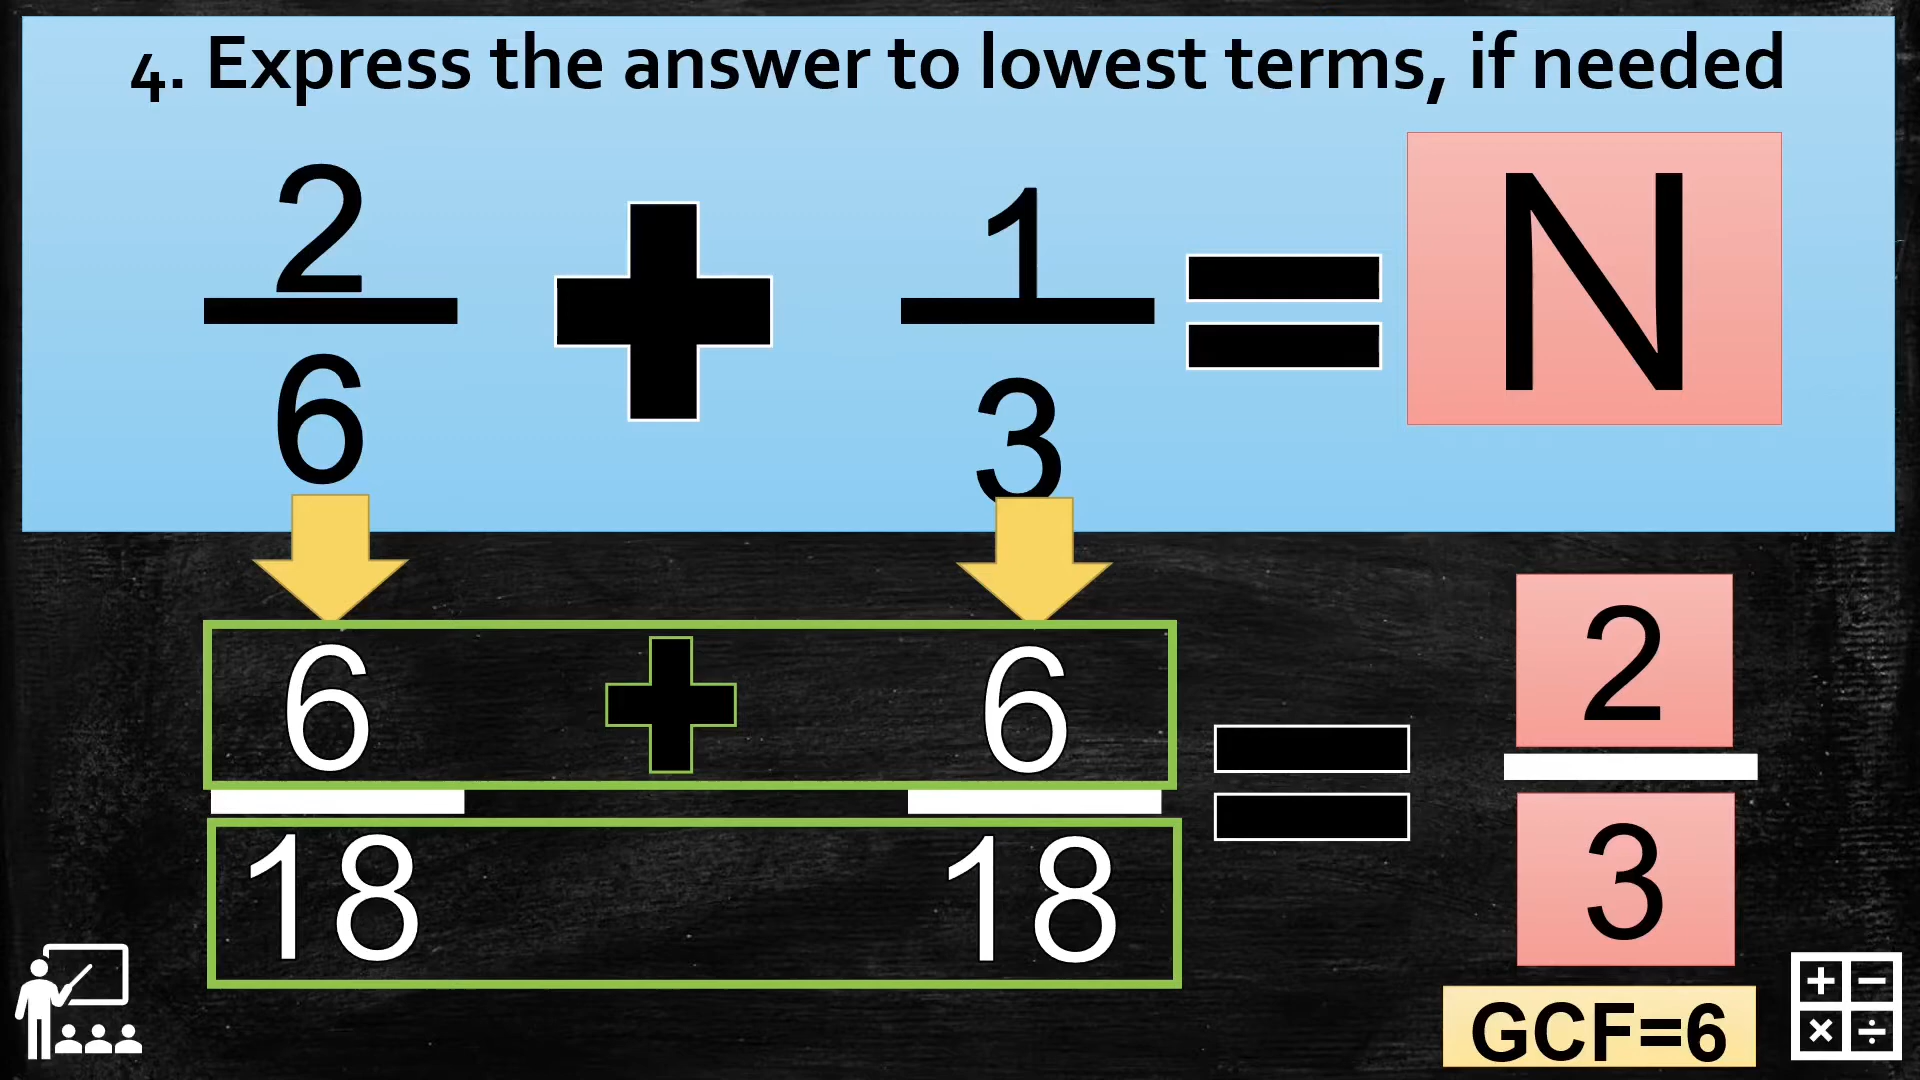 4. Express the answer to lowest terms, if needed
2 + 1 = N
6 3
6 + 6 = 2
18 18 3
GCF=6
+ −
× ÷